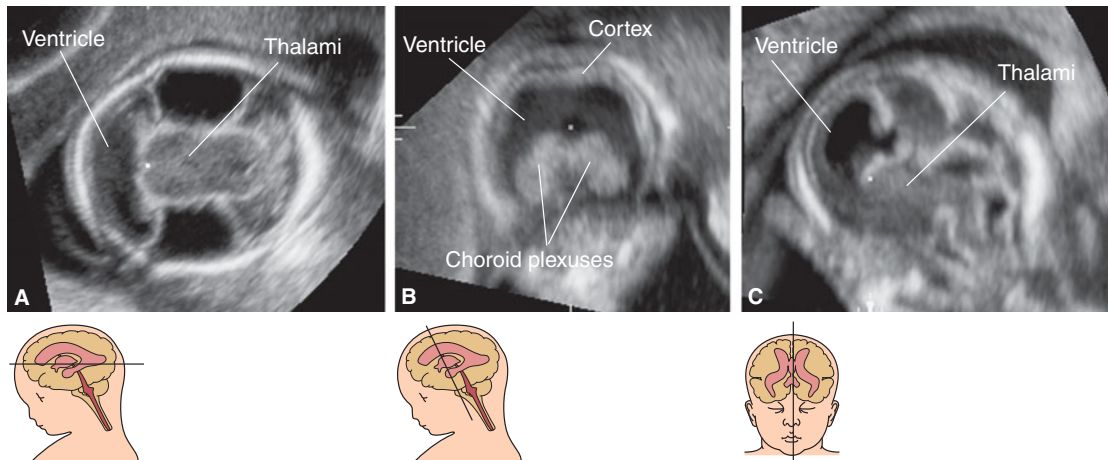 Ventricle
Thalami
A
Ventricle
Cortex
Choroid plexuses
B
Ventricle
Thalami
C